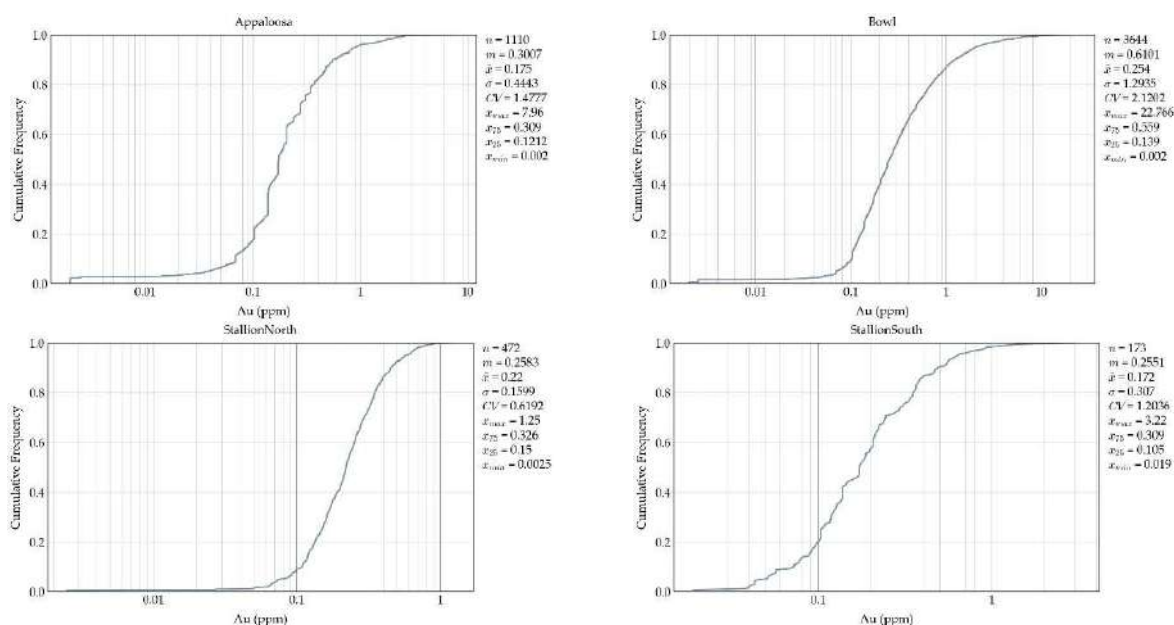 Appaloosa
1.0
0.8
0.6
0.4
0.2
0.0
Cumulative Frequency
0.01
0.1
1
10
Au (ppm)
n = 1110
m = 0.3007
x̃ = 0.175
σ = 0.4443
CV = 1.4777
xmax = 7.96
x75 = 0.309
x25 = 0.1212
xmin = 0.002
Bowl
1.0
0.8
0.6
0.4
0.2
0.0
Cumulative Frequency
0.01
0.1
1
10
Au (ppm)
n = 3644
m = 0.6101
x̃ = 0.254
σ = 1.2935
CV = 2.1202
xmax = 22.766
x75 = 0.559
x25 = 0.139
xmin = 0.002
StallionNorth
1.0
0.8
0.6
0.4
0.2
0.0
Cumulative Frequency
0.01
0.1
1
Au (ppm)
n = 472
m = 0.2583
x̃ = 0.22
σ = 0.1599
CV = 0.6192
xmax = 1.25
x75 = 0.326
x25 = 0.15
xmin = 0.0025
StallionSouth
1.0
0.8
0.6
0.4
0.2
0.0
Cumulative Frequency
0.1
1
Au (ppm)
n = 173
m = 0.2551
x̃ = 0.172
σ = 0.307
CV = 1.2036
xmax = 3.22
x75 = 0.309
x25 = 0.105
xmin = 0.019